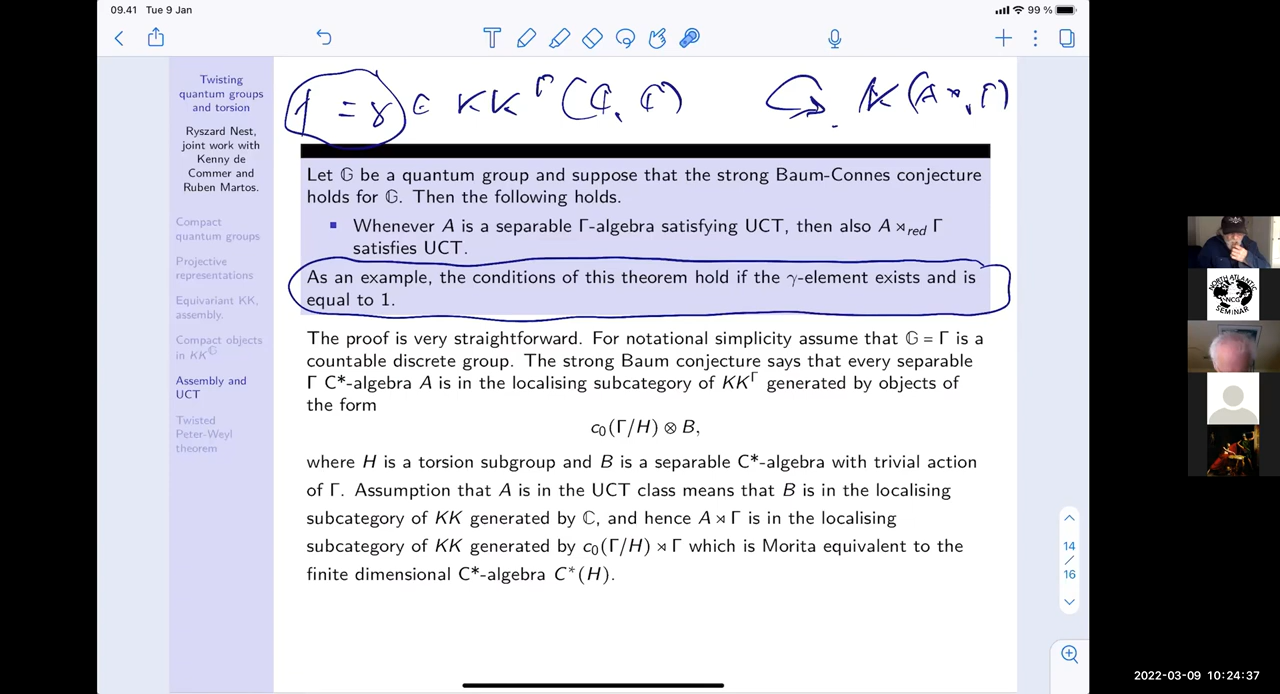 09.41 Tue 9 Jan
99 %
T
1 = γ ∈ KK^Γ (ℂ, ℂ)
Twisting
quantum groups
and torsion
Ryszard Nest,
joint work with
Kenny de
Commer and
Ruben Martos.
Compact
quantum groups
Projective
representations
Equivariant KK,
assembly.
Compact objects
in KK^𝔾
Assembly and
UCT
Twisted
Peter-Weyl
theorem
Let 𝔾 be a quantum group and suppose that the strong Baum-Connes conjecture
holds for 𝔾. Then the following holds.
Whenever A is a separable Γ-algebra satisfying UCT, then also A ⋊_red Γ
satisfies UCT.
As an example, the conditions of this theorem hold if the γ-element exists and is
equal to 1.
The proof is very straightforward. For notational simplicity assume that 𝔾 = Γ is a
countable discrete group. The strong Baum conjecture says that every separable
Γ C*-algebra A is in the localising subcategory of KK^Γ generated by objects of
the form
c₀(Γ/H) ⊗ B,
where H is a torsion subgroup and B is a separable C*-algebra with trivial action
of Γ. Assumption that A is in the UCT class means that B is in the localising
subcategory of KK generated by ℂ, and hence A ⋊ Γ is in the localising
subcategory of KK generated by c₀(Γ/H) ⋊ Γ which is Morita equivalent to the
finite dimensional C*-algebra C*(H).
14
/
16
NORTH ATLANTIC
NCG
SEMINAR
2022-03-09 10:24:37